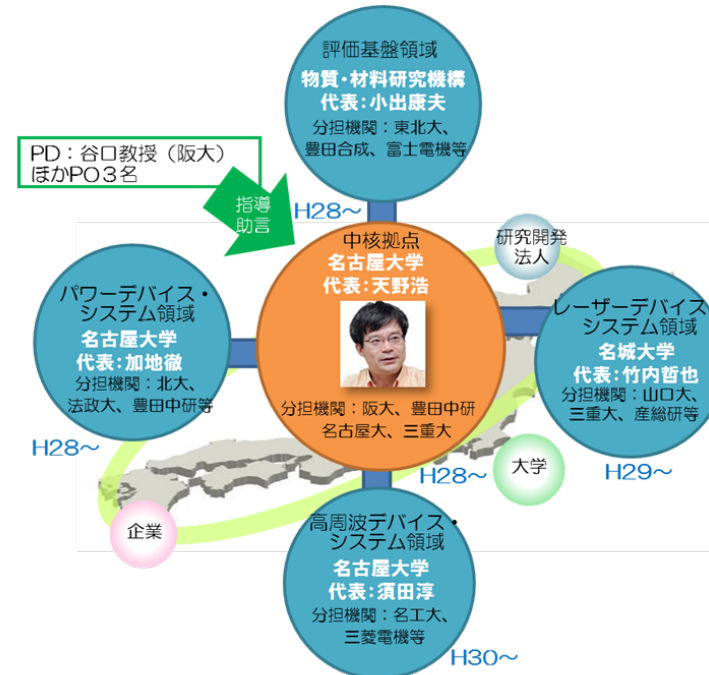 評価基盤領域
物質・材料研究機構
代表：小出康夫
分担機関：東北大、
豊田合成、富士電機等
PD：谷口教授（阪大）
ほかPO３名
指導
助言
H28～
中核拠点
名古屋大学
代表：天野浩
分担機関：阪大、豊田中研
名古屋大、三重大
H28～
研究開発
法人
パワーデバイス・
システム領域
名古屋大学
代表：加地徹
分担機関：北大、
法政大、豊田中研等
H28～
レーザーデバイス・
システム領域
名城大学
代表：竹内哲也
分担機関：山口大、
三重大、産総研等
H29～
大学
企業
高周波デバイス・
システム領域
名古屋大学
代表：須田淳
分担機関：名工大、
三菱電機等
H30～